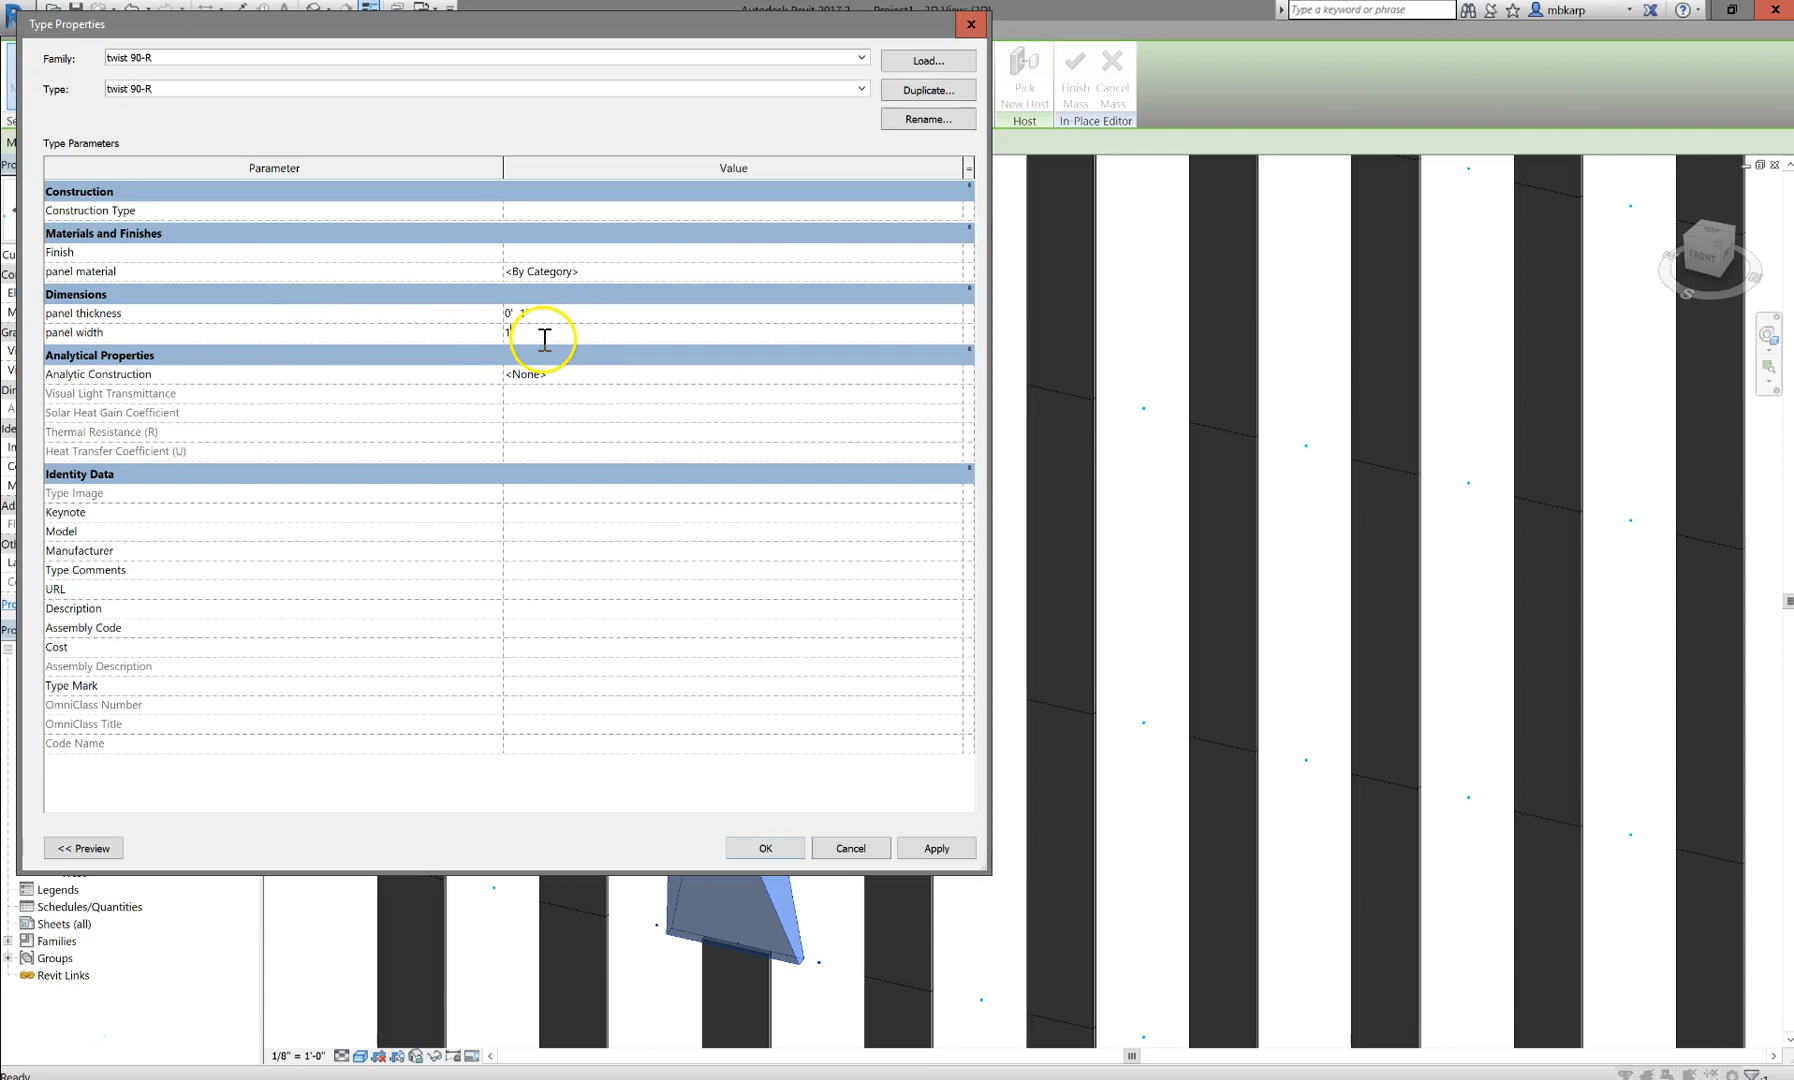 Autodesk Revit 2017.2 - Project1 - 3D View: {3D}
Type Properties
Type a keyword or phrase
mbkarp
Family:
twist 90-R
Load...
Type:
twist 90-R
Duplicate...
Rename...
Pick
New Host
Finish
Mass
Cancel
Mass
Host
In-Place Editor
Type Parameters
Parameter
Value
=
Construction
Construction Type
Materials and Finishes
Finish
panel material
<By Category>
Dimensions
panel thickness
0' 1
panel width
1
Analytical Properties
Analytic Construction
<None>
Visual Light Transmittance
Solar Heat Gain Coefficient
Thermal Resistance (R)
Heat Transfer Coefficient (U)
Identity Data
Type Image
Keynote
Model
Manufacturer
Type Comments
URL
Description
Assembly Code
Cost
Assembly Description
Type Mark
OmniClass Number
OmniClass Title
Code Name
<< Preview
OK
Cancel
Apply
TOP
FRONT
S
E
Legends
Schedules/Quantities
Sheets (all)
Families
Groups
Revit Links
1/8" = 1'-0"
Ready